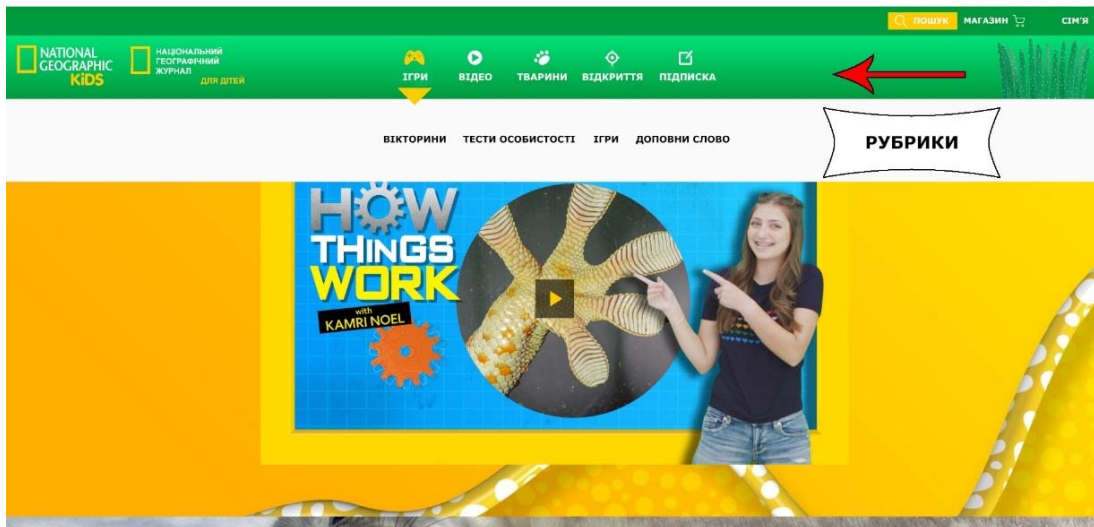 ПОШУК МАГАЗИН СІМ'Я
NATIONAL
GEOGRAPHIC
KiDS
НАЦІОНАЛЬНИЙ
ГЕОГРАФІЧНИЙ
ЖУРНАЛ
ДЛЯ ДІТЕЙ
ІГРИ ВІДЕО ТВАРИНИ ВІДКРИТТЯ ПІДПИСКА
ВІКТОРИНИ ТЕСТИ ОСОБИСТОСТІ ІГРИ ДОПОВНИ СЛОВО
РУБРИКИ
HOW
THINGS
WORK
with
KAMRI NOEL